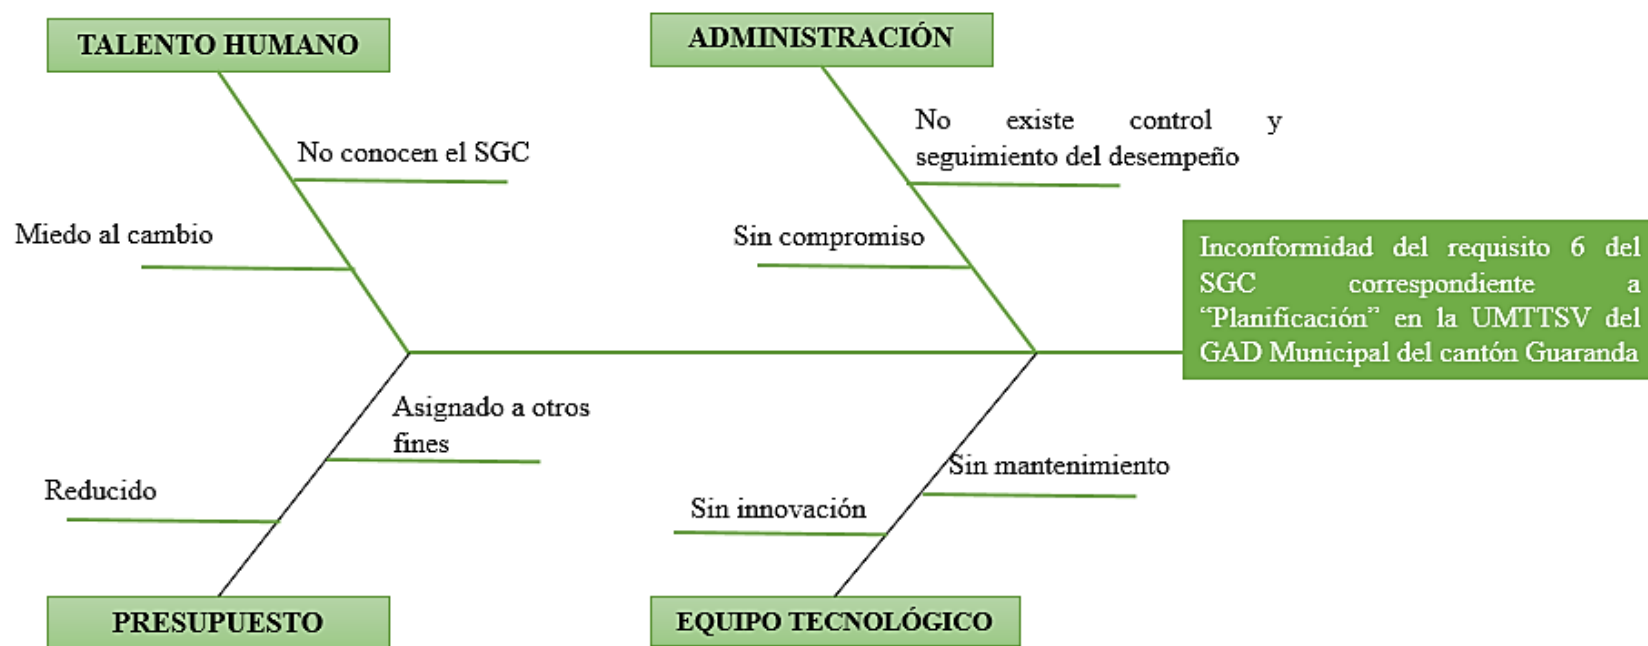 TALENTO HUMANO
ADMINISTRACIÓN
No existe control y
seguimiento del desempeño
No conocen el SGC
Miedo al cambio
Sin compromiso
Inconformidad del requisito 6 del
SGC correspondiente a
“Planificación” en la UMTTSV del
GAD Municipal del cantón Guaranda
Asignado a otros
fines
Reducido
Sin mantenimiento
Sin innovación
PRESUPUESTO
EQUIPO TECNOLÓGICO